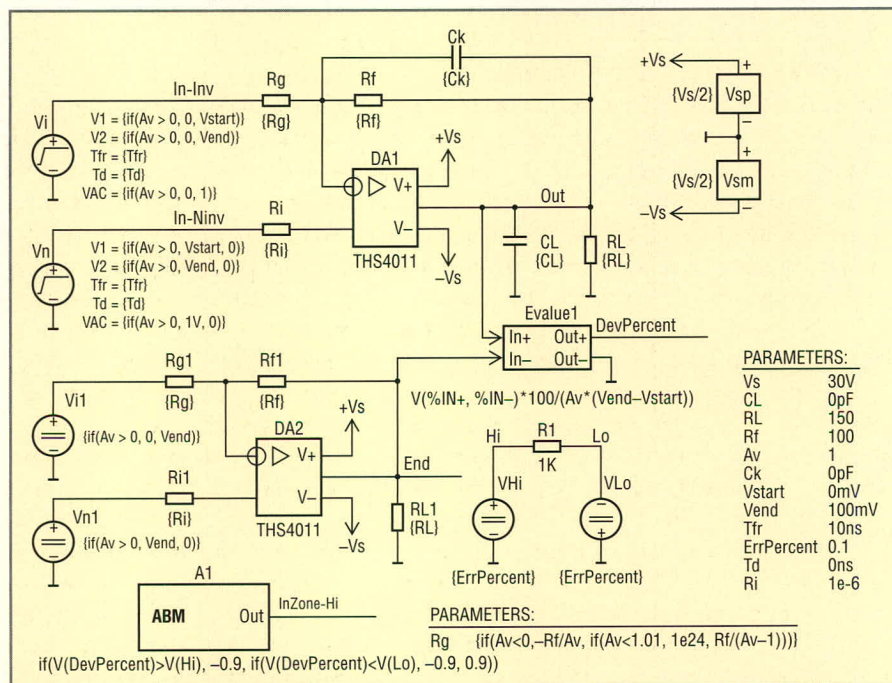 Ck
{Ck}
In-Inv
Rg
{Rg}
Rf
{Rf}
Vi
+
−
V1 = {if(Av > 0, 0, Vstart)}
V2 = {if(Av > 0, 0, Vend)}
Tfr = {Tfr}
Td = {Td}
VAC = {if(Av > 0, 0, 1)}
DA1
V+
V−
THS4011
+Vs
−Vs
+Vs
{Vs/2}
+
Vsp
−
{Vs/2}
+
Vsm
−
−Vs
Out
CL
{CL}
RL
{RL}
In-Ninv
Ri
{Ri}
Vn
+
−
V1 = {if(Av > 0, Vstart, 0)}
V2 = {if(Av > 0, Vend, 0)}
Tfr = {Tfr}
Td = {Td}
VAC = {if(Av > 0, 1V, 0)}
Evalue1
In+ Out+
In− Out−
DevPercent
V(%IN+, %IN−)*100/(Av*(Vend−Vstart))
Rg1
{Rg}
Rf1
{Rf}
Vi1
+
−
{if(Av > 0, 0, Vend)}
DA2
V+
V−
THS4011
+Vs
−Vs
End
RL1
{RL}
Ri1
{Ri}
Vn1
+
−
{if(Av > 0, Vend, 0)}
Hi
R1
1K
Lo
VHi
+
−
{ErrPercent}
VLo
−
+
{ErrPercent}
PARAMETERS:
Vs 30V
CL 0pF
RL 150
Rf 100
Av 1
Ck 0pF
Vstart 0mV
Vend 100mV
Tfr 10ns
ErrPercent 0.1
Td 0ns
Ri 1e-6
A1
ABM Out
InZone-Hi
if(V(DevPercent)>V(Hi), −0.9, if(V(DevPercent)<V(Lo), −0.9, 0.9))
PARAMETERS:
Rg {if(Av<0,−Rf/Av, if(Av<1.01, 1e24, Rf/(Av−1)))}